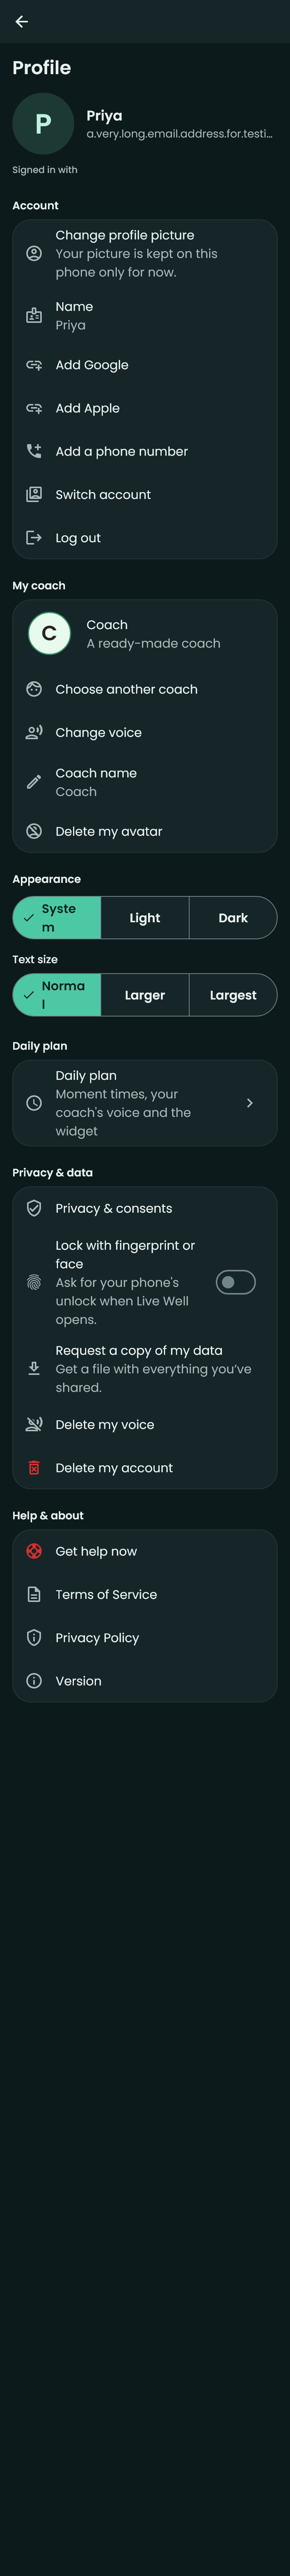 Profile
P
Priya
a.very.long.email.address.for.testi...
Signed in with
Account
Change profile picture
Your picture is kept on this
phone only for now.
Name
Priya
Add Google
Add Apple
Add a phone number
Switch account
Log out
My coach
C
Coach
A ready-made coach
Choose another coach
Change voice
Coach name
Coach
Delete my avatar
Appearance
Syste
m
Light
Dark
Text size
Norma
l
Larger
Largest
Daily plan
Daily plan
Moment times, your
coach's voice and the
widget
Privacy & data
Privacy & consents
Lock with fingerprint or
face
Ask for your phone's
unlock when Live Well
opens.
Request a copy of my data
Get a file with everything you've
shared.
Delete my voice
Delete my account
Help & about
Get help now
Terms of Service
Privacy Policy
Version